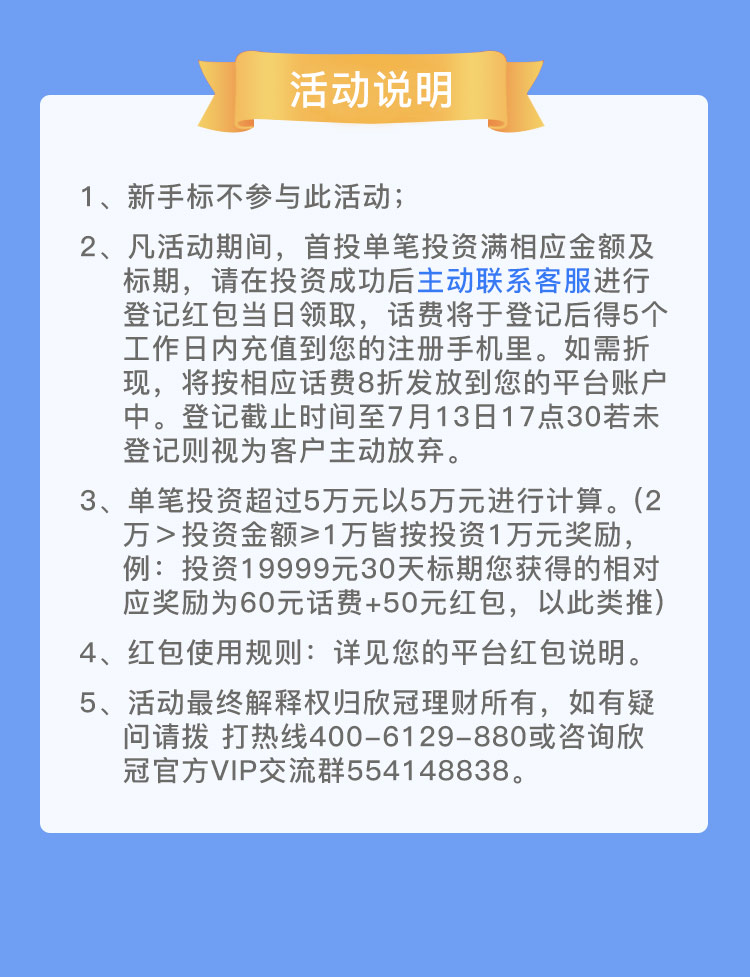 活动说明
1、新手标不参与此活动；
2、凡活动期间，首投单笔投资满相应金额及
标期，请在投资成功后主动联系客服进行
登记红包当日领取，话费将于登记后得5个
工作日内充值到您的注册手机里。如需折
现，将按相应话费8折发放到您的平台账户
中。登记截止时间至7月13日17点30若未
登记则视为客户主动放弃。
3、单笔投资超过5万元以5万元进行计算。（2
万＞投资金额≥1万皆按投资1万元奖励，
例：投资19999元30天标期您获得的相对
应奖励为60元话费+50元红包，以此类推）
4、红包使用规则：详见您的平台红包说明。
5、活动最终解释权归欣冠理财所有，如有疑
问请拨 打热线400-6129-880或咨询欣
冠官方VIP交流群554148838。